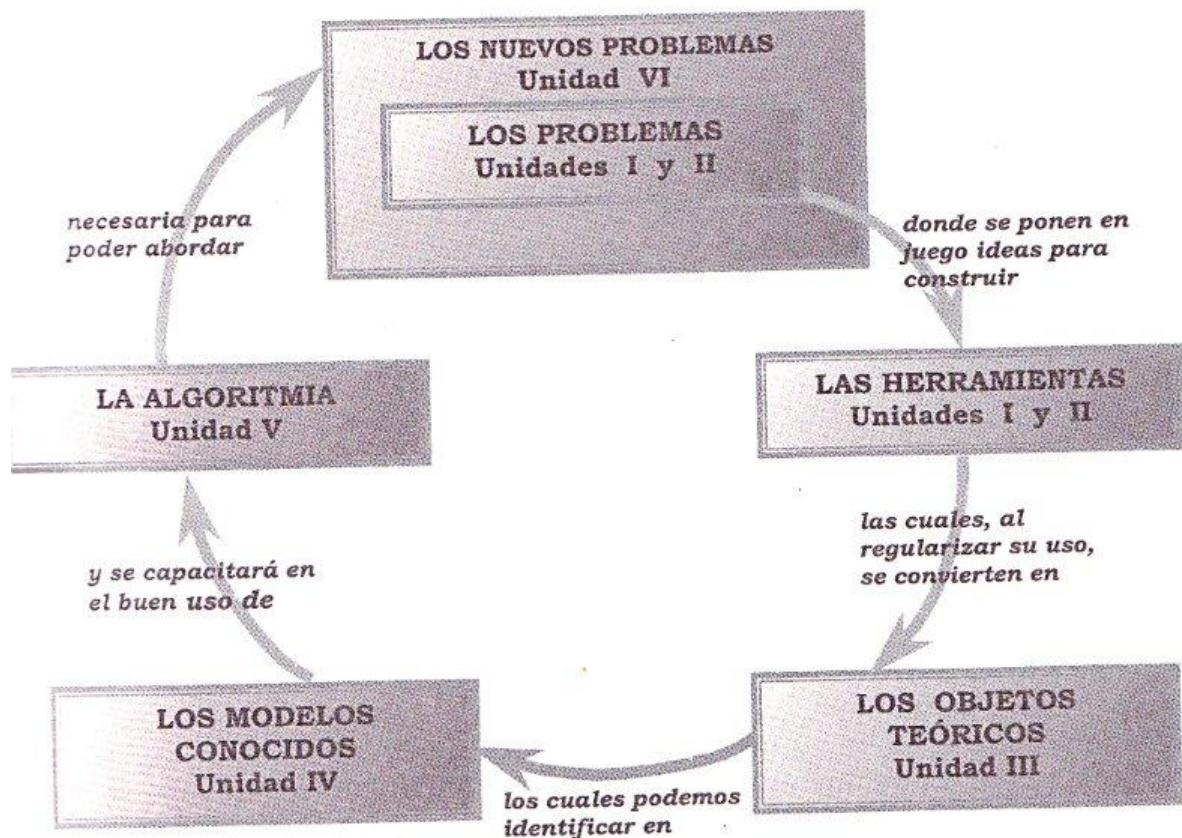 LOS NUEVOS PROBLEMAS
Unidad VI
LOS PROBLEMAS
Unidades I y II
donde se ponen en
juego ideas para
construir
LAS HERRAMIENTAS
Unidades I y II
las cuales, al
regularizar su uso,
se convierten en
LOS OBJETOS
TEÓRICOS
Unidad III
los cuales podemos
identificar en
LOS MODELOS
CONOCIDOS
Unidad IV
y se capacitará en
el buen uso de
LA ALGORITMIA
Unidad V
necesaria para
poder abordar